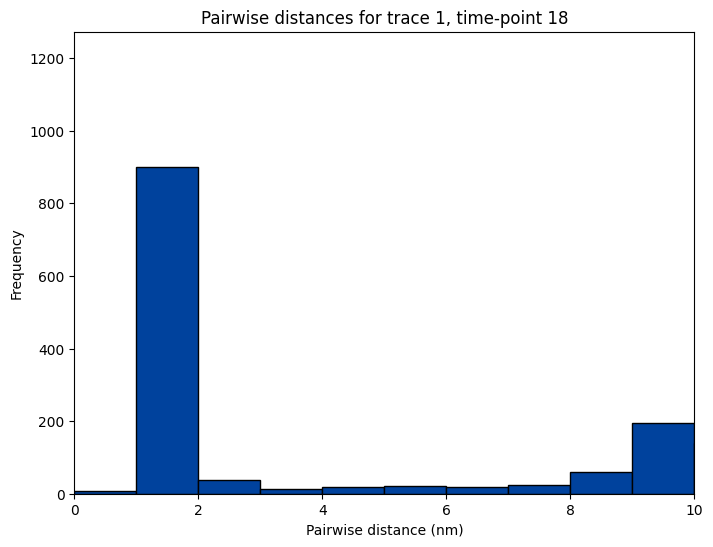 Pairwise distances for trace 1, time-point 18
1200
1000
800
600
400
200
0
Frequency
0 2 4 6 8 10
Pairwise distance (nm)